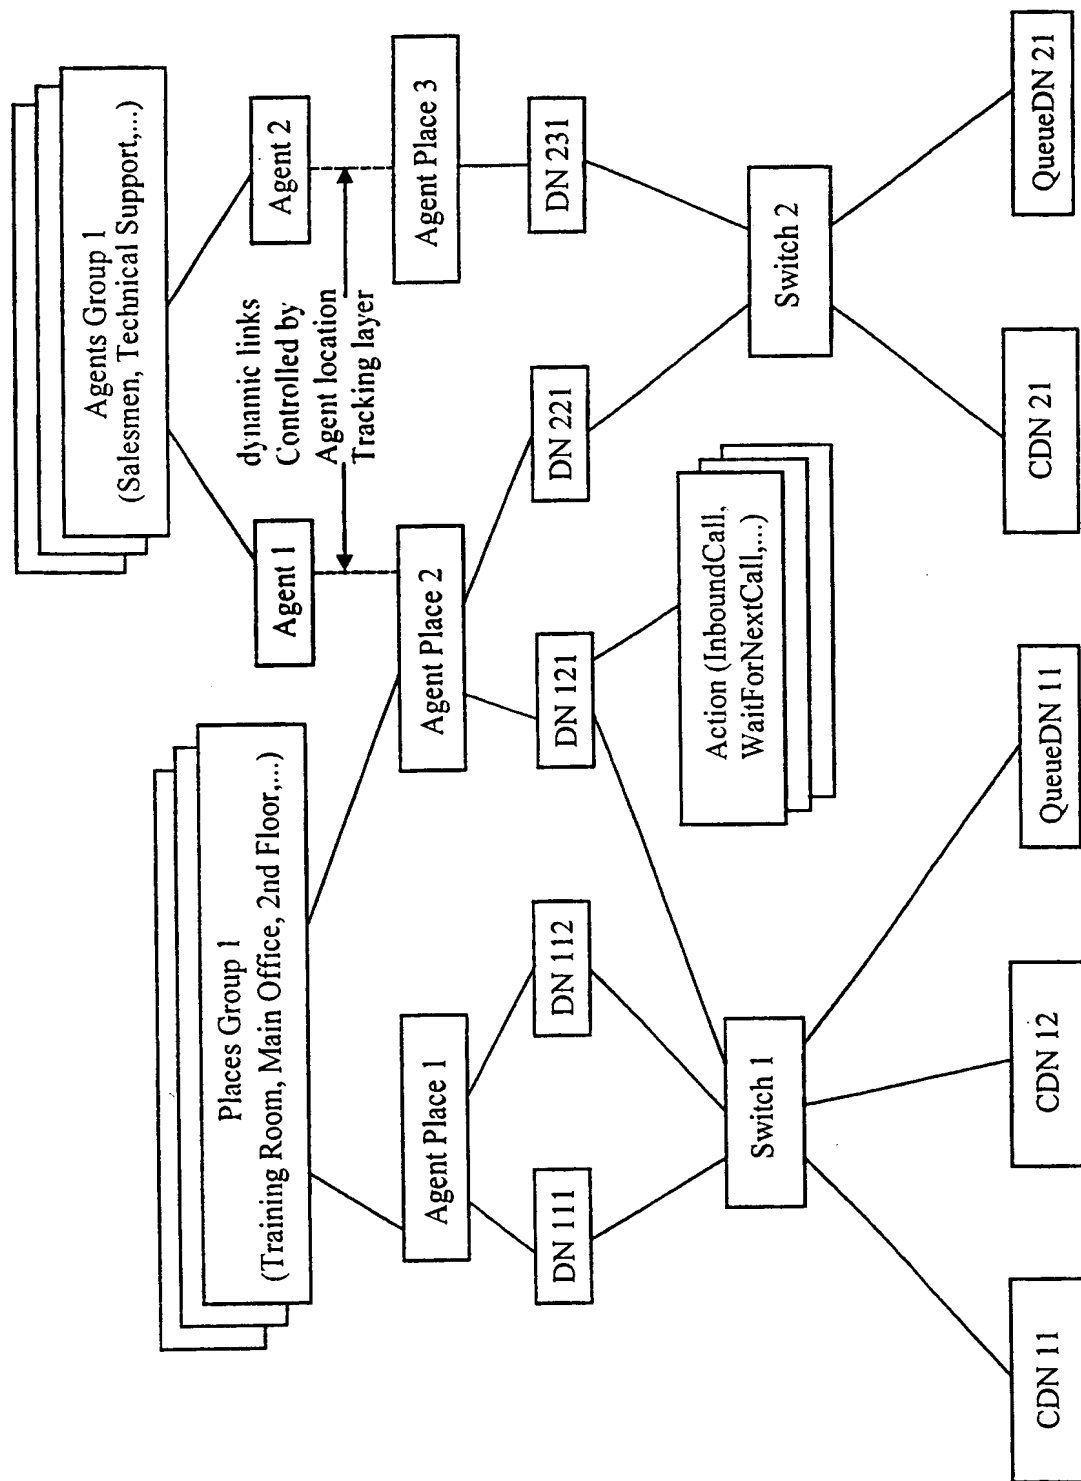 Agents Group 1
(Salesmen, Technical Support,...)
Places Group 1
(Training Room, Main Office, 2nd Floor,...)
Agent 1
dynamic links
Controlled by
Agent location
Tracking layer
Agent 2
Agent Place 1
Agent Place 2
Agent Place 3
DN 111
DN 112
DN 121
DN 221
DN 231
Action (InboundCall,
WaitForNextCall,...)
Switch 1
Switch 2
CDN 11
CDN 12
QueueDN 11
CDN 21
QueueDN 21